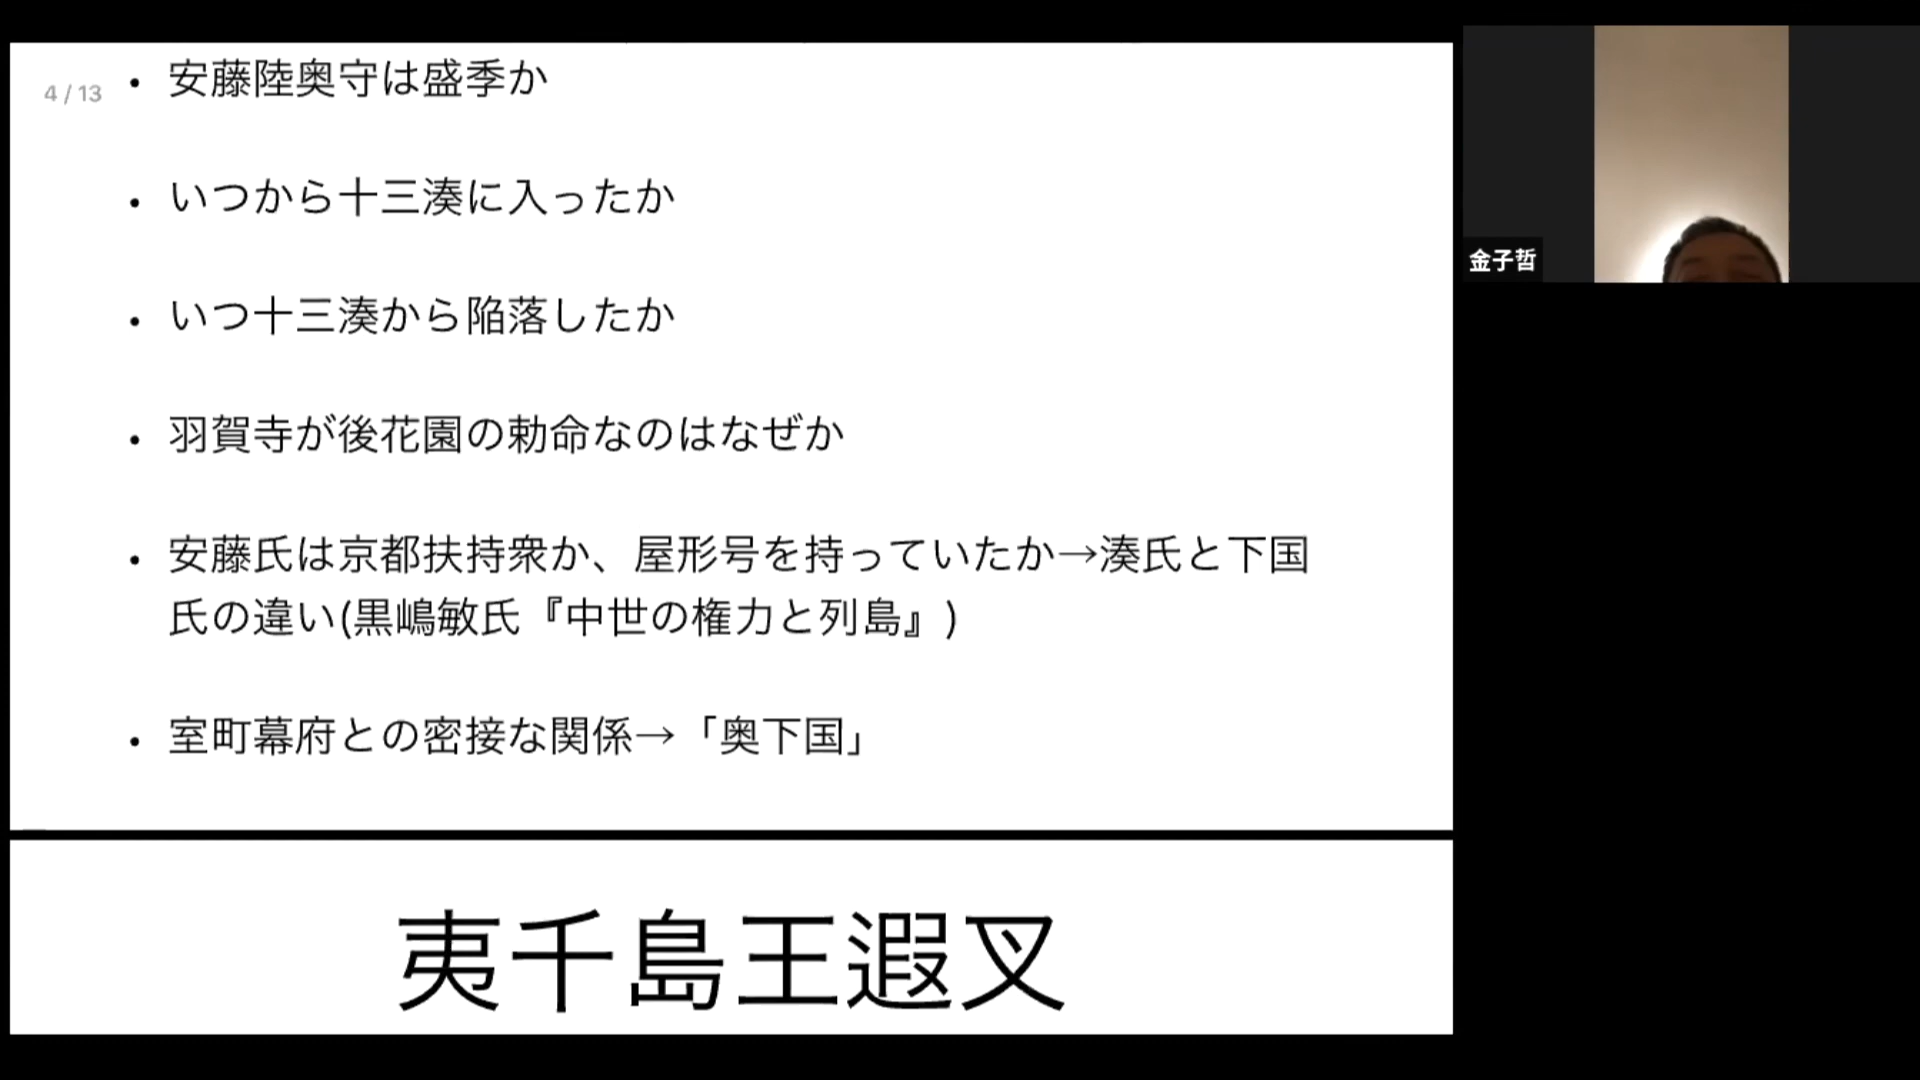 4 / 13
• 安藤陸奥守は盛季か
• いつから十三湊に入ったか
• いつ十三湊から陥落したか
• 羽賀寺が後花園の勅命なのはなぜか
• 安藤氏は京都扶持衆か、屋形号を持っていたか→湊氏と下国
氏の違い(黒嶋敏氏『中世の権力と列島』)
• 室町幕府との密接な関係→「奥下国」
夷千島王遐叉
金子哲